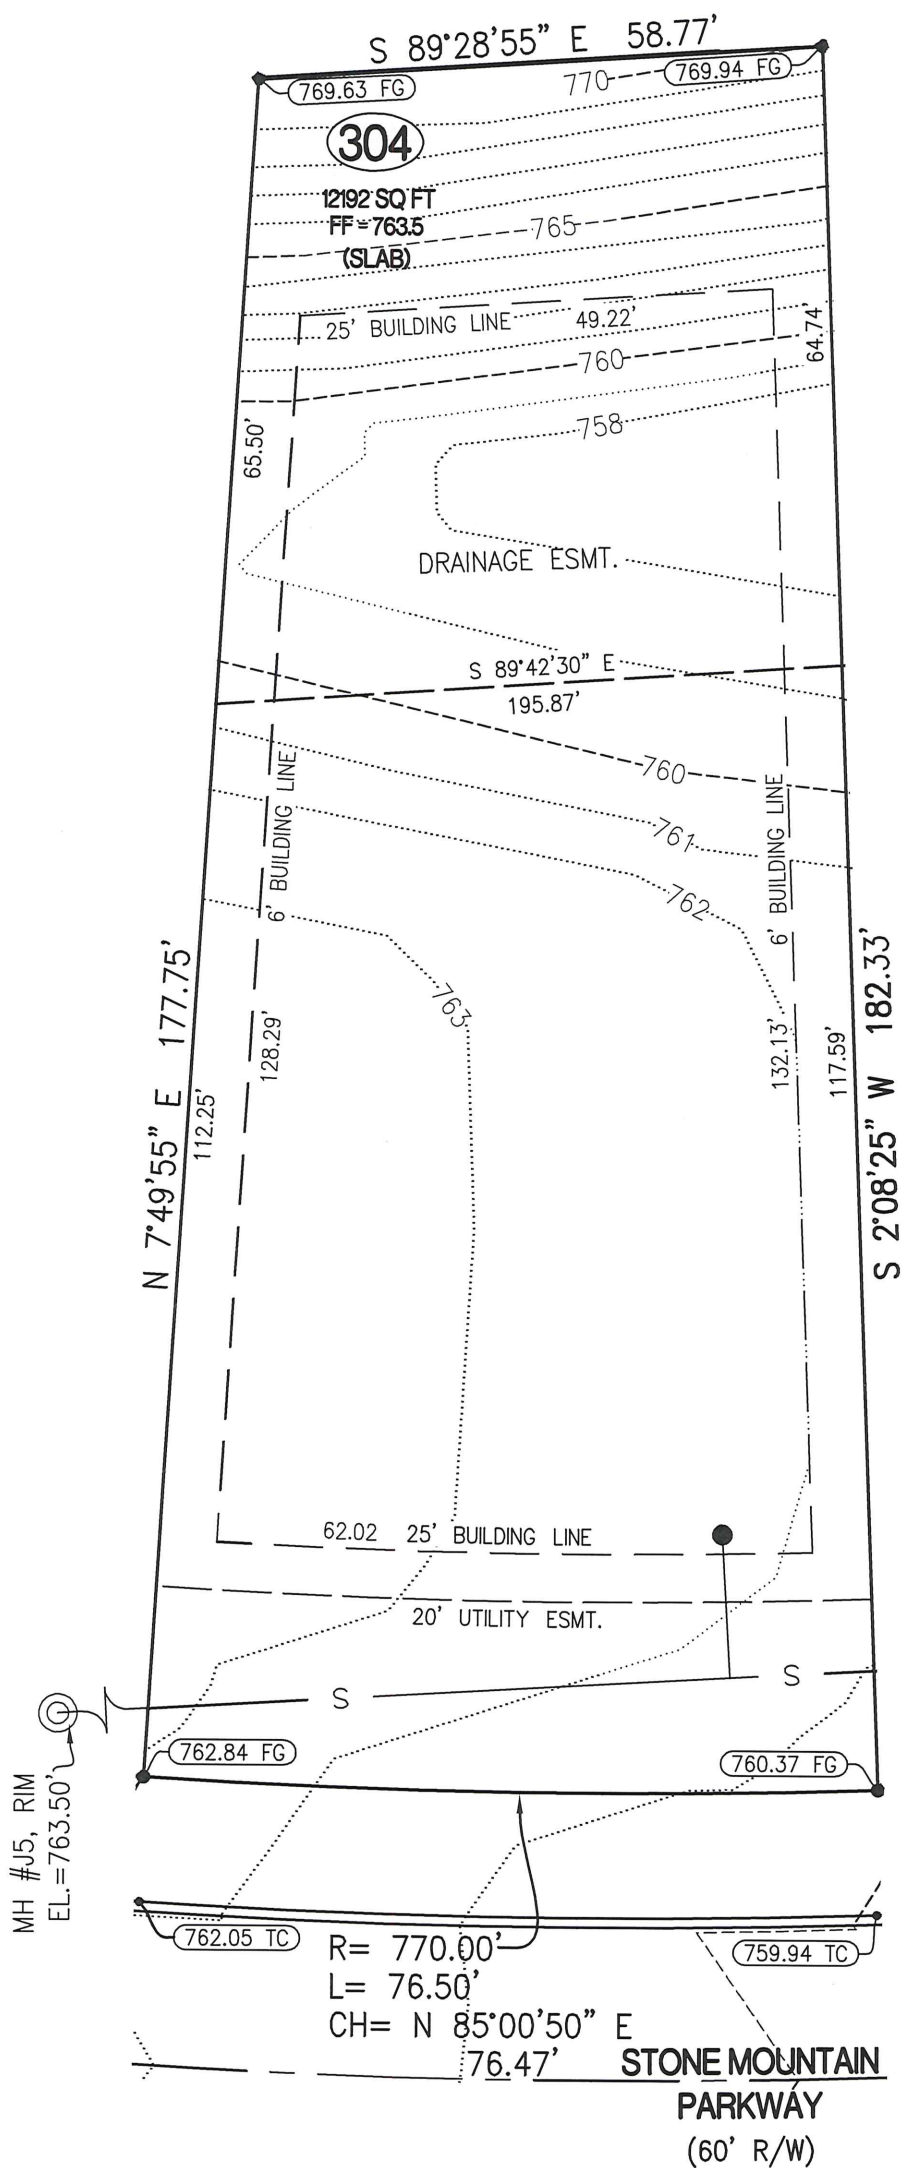 S 89°28'55" E 58.77'
769.63 FG
770
769.94 FG
304
12192 SQ FT
FF = 763.5
(SLAB)
765
25' BUILDING LINE 49.22'
64.74'
760
65.50'
758
DRAINAGE ESMT.
S 89°42'30" E
195.87'
760
6' BUILDING LINE
6' BUILDING LINE
761
762
763
N 7°49'55" E 177.75'
112.25'
128.29'
132.13'
117.59'
S 2°08'25" W 182.33'
62.02 25' BUILDING LINE
20' UTILITY ESMT.
S
S
MH #J5, RIM
EL.=763.50'
762.84 FG
760.37 FG
762.05 TC
759.94 TC
R= 770.00'
L= 76.50'
CH= N 85°00'50" E
76.47'
STONE MOUNTAIN
PARKWAY
(60' R/W)